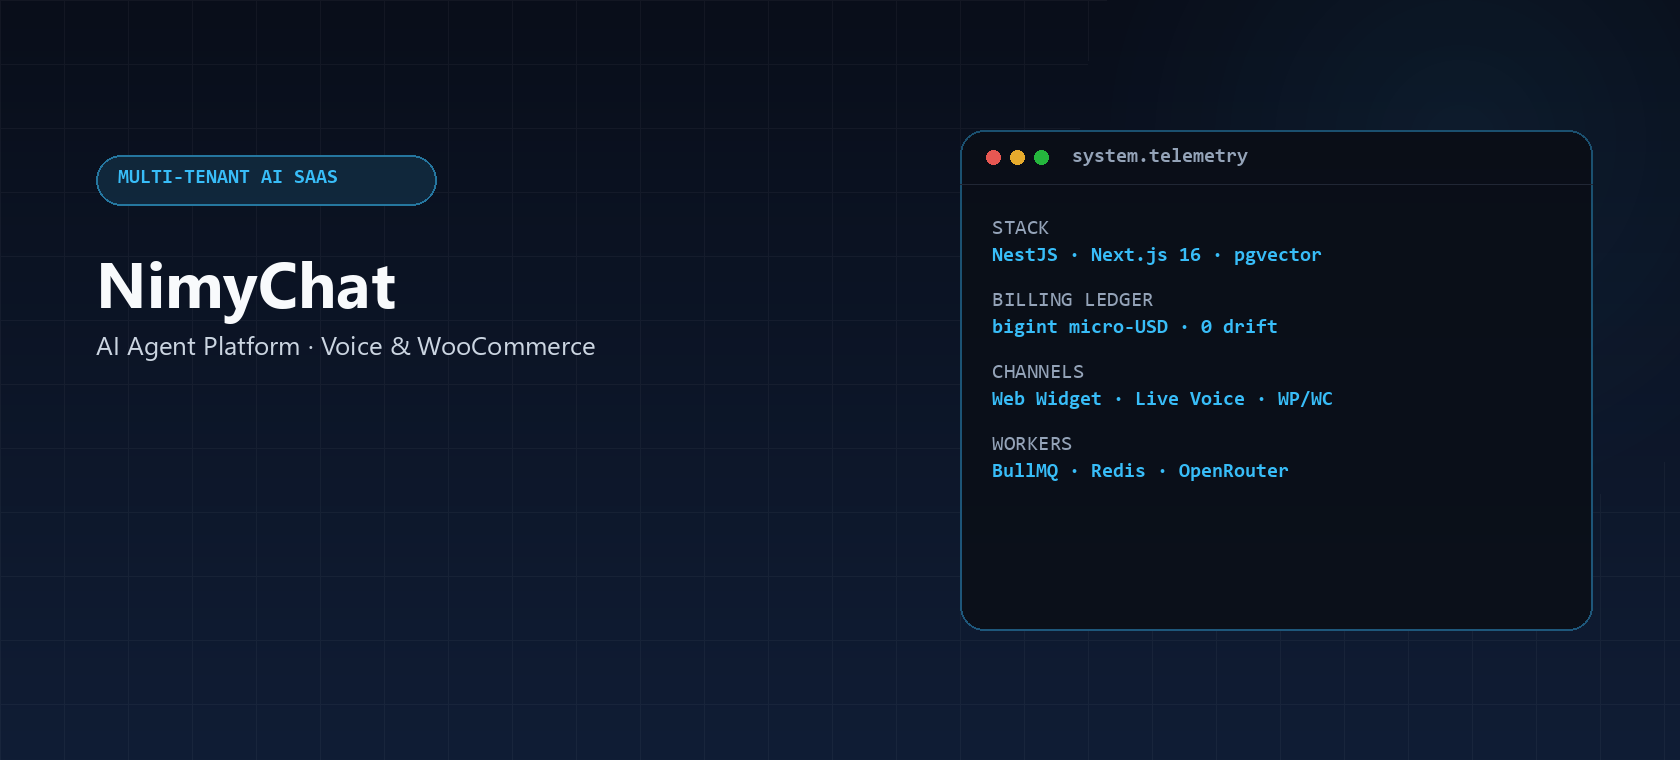 MULTI-TENANT AI SAAS
NimyChat
AI Agent Platform · Voice & WooCommerce
system.telemetry
STACK
NestJS · Next.js 16 · pgvector
BILLING LEDGER
bigint micro-USD · 0 drift
CHANNELS
Web Widget · Live Voice · WP/WC
WORKERS
BullMQ · Redis · OpenRouter